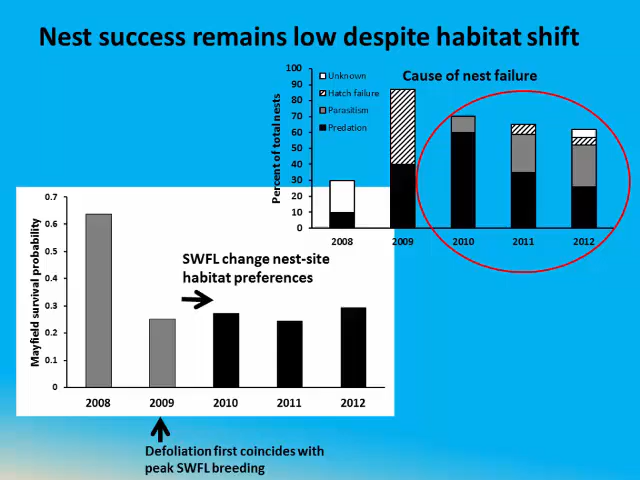 Nest success remains low despite habitat shift
Cause of nest failure
Percent of total nests
100
90
80
70
60
50
40
30
20
10
0
Unknown
Hatch failure
Parasitism
Predation
2008 2009 2010 2011 2012
Mayfield survival probability
0.7
0.6
0.5
0.4
0.3
0.2
0.1
0
SWFL change nest-site
habitat preferences
2008 2009 2010 2011 2012
Defoliation first coincides with
peak SWFL breeding